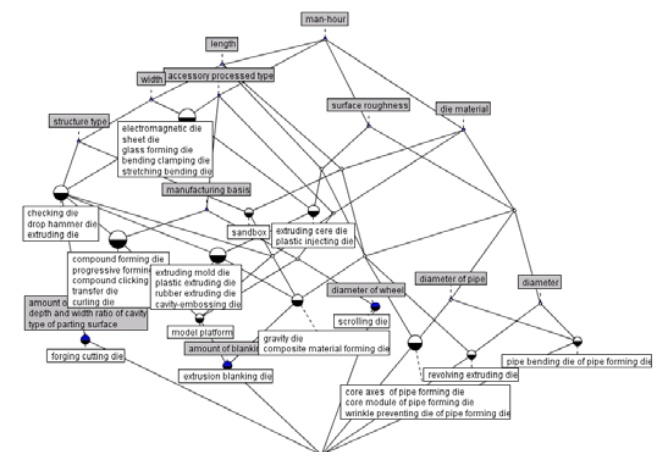 man-hour
length
accessory processed type
width
surface roughness
die material
structure type
electromagnetic die
sheet die
glass forming die
bending clamping die
stretching bending die
manufacturing basis
checking die
drop hammer die
extruding die
sandbox
extruding cere die
plastic injecting die
compound forming die
progressive forming
compound clicking
transfer die
curling die
extruding mold die
plastic extruding die
rubber extruding die
cavity-embossing die
diameter of pipe
diameter
diameter of wheel
amount of
depth and width ratio of cavity
type of parting surface
scrolling die
model platform
gravity die
composite material forming die
amount of blanking
forging cutting die
extrusion blanking die
pipe bending die of pipe forming die
revolving extruding die
core axes of pipe forming die
core module of pipe forming die
wrinkle preventing die of pipe forming die